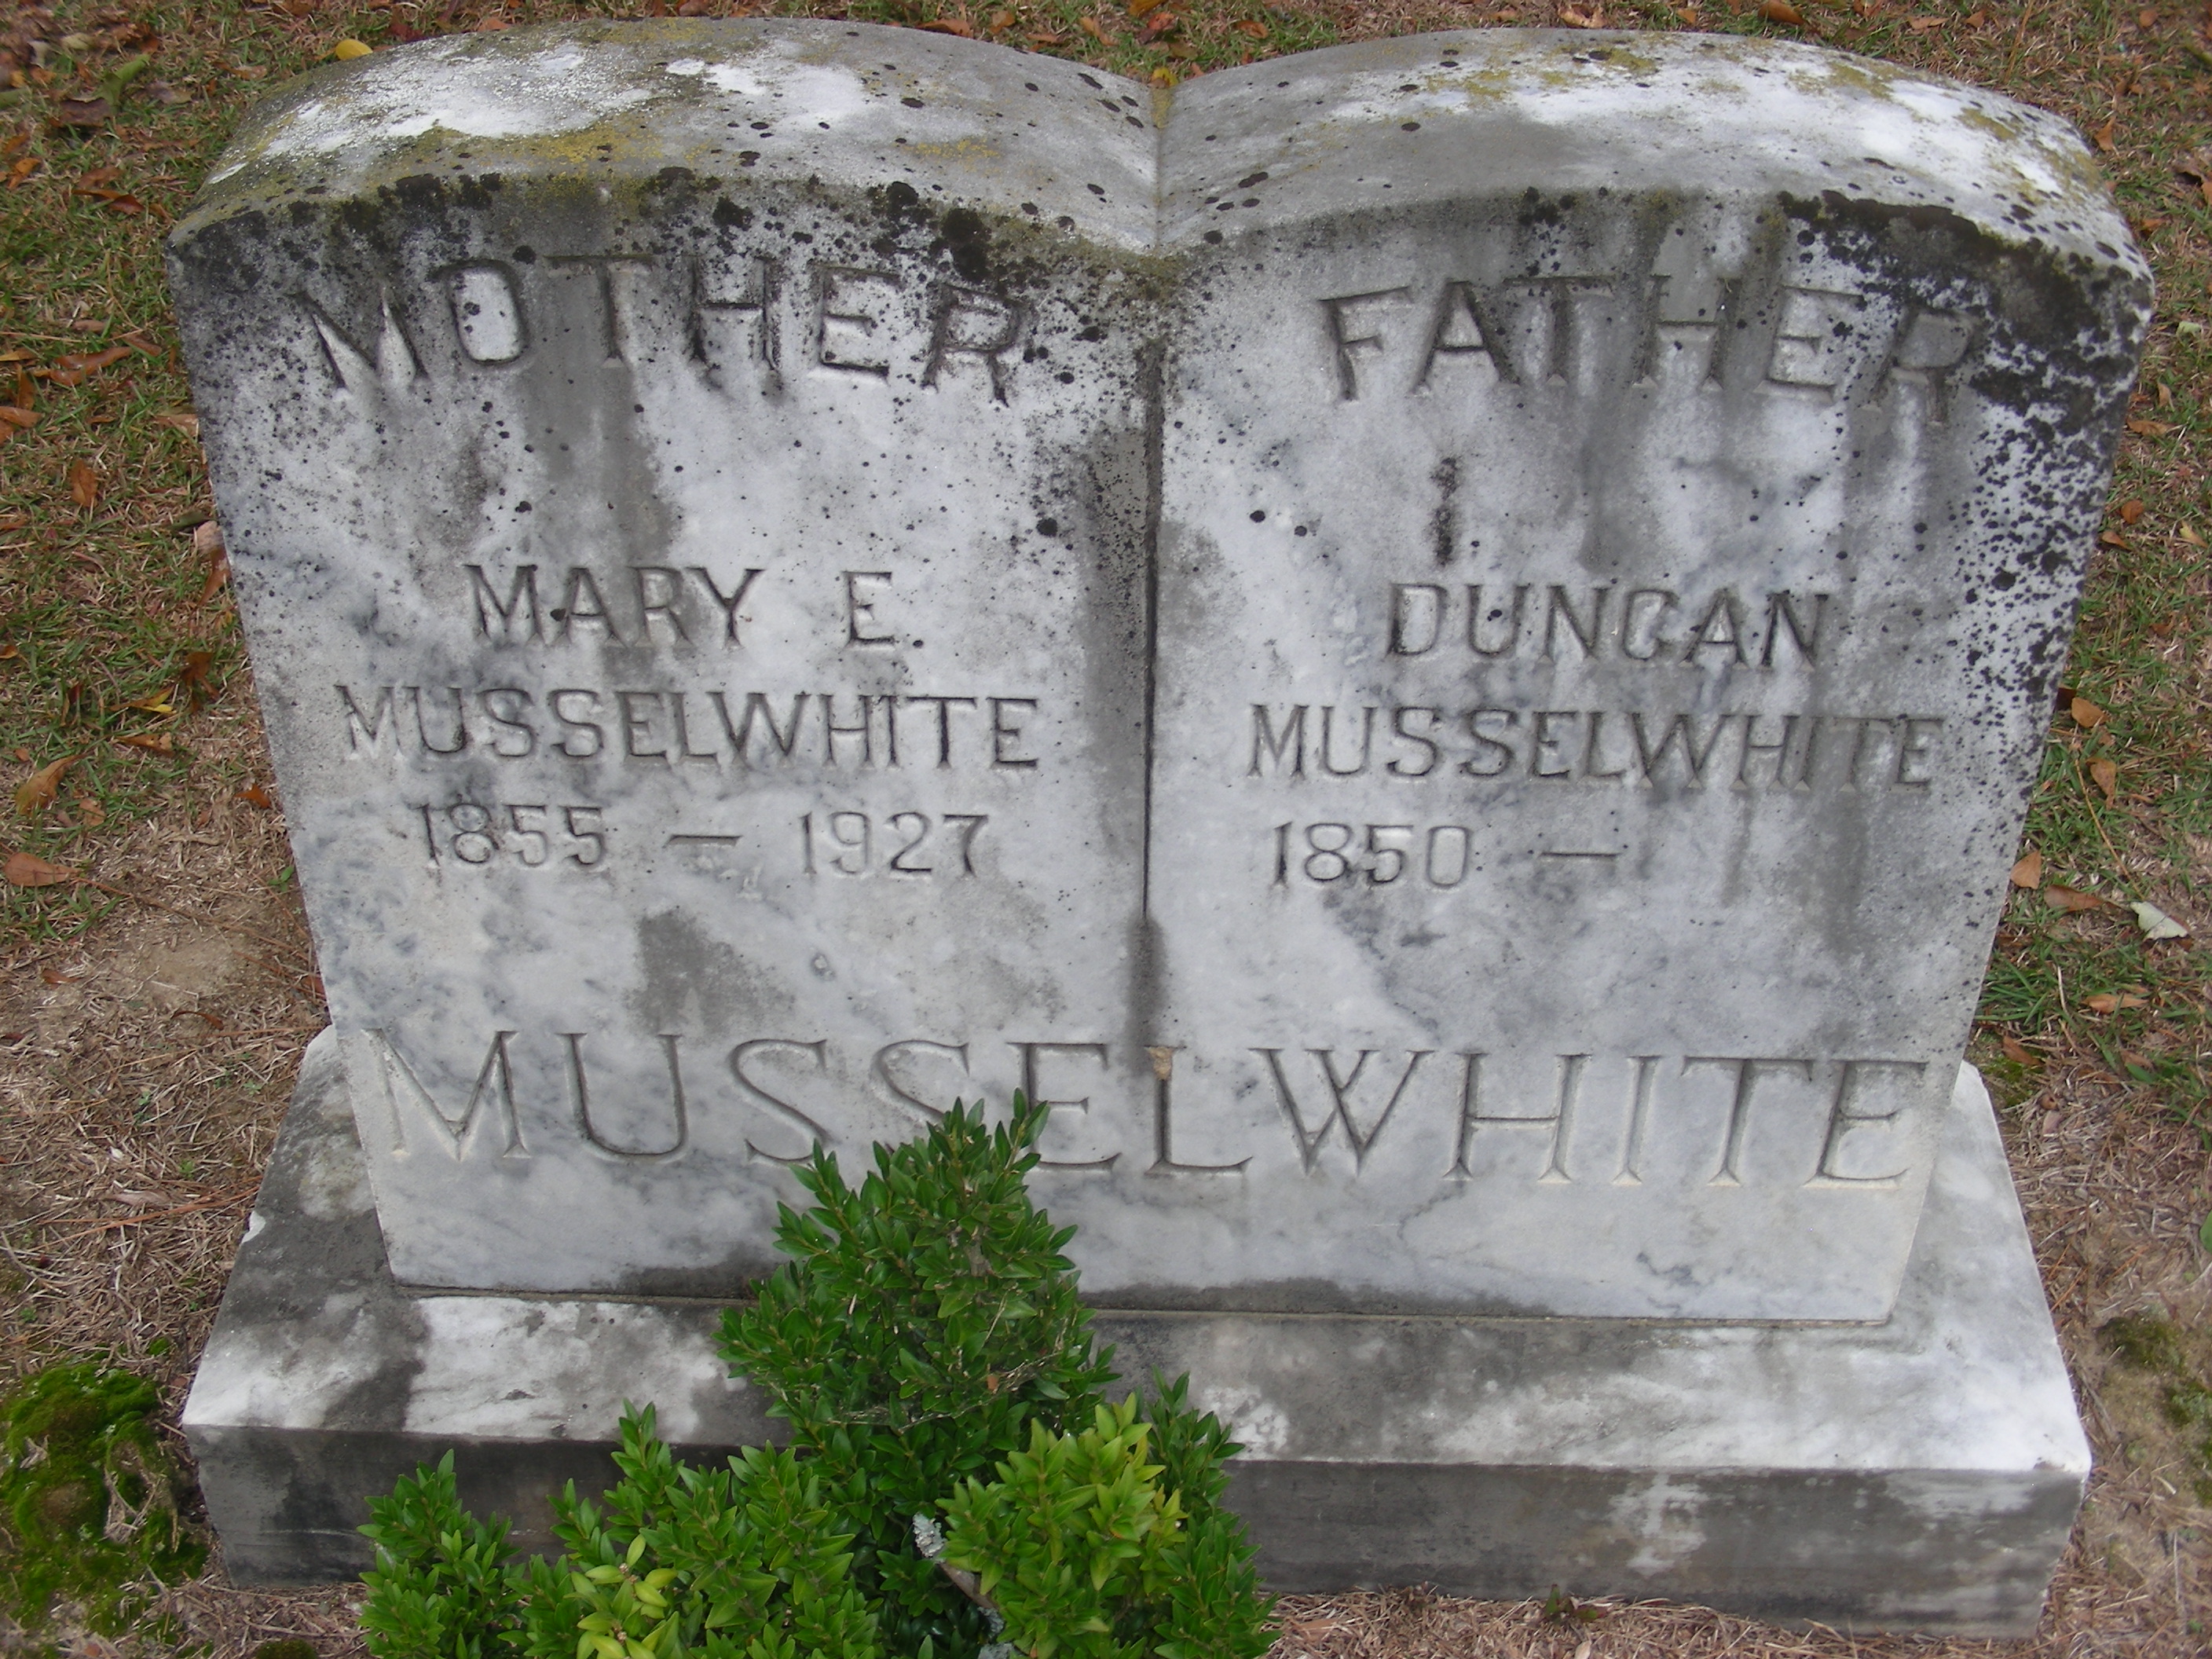 MOTHER
MARY E.
MUSSELWHITE
1855 — 1927
FATHER
DUNCAN
MUSSELWHITE
1850 —
MUSSELWHITE